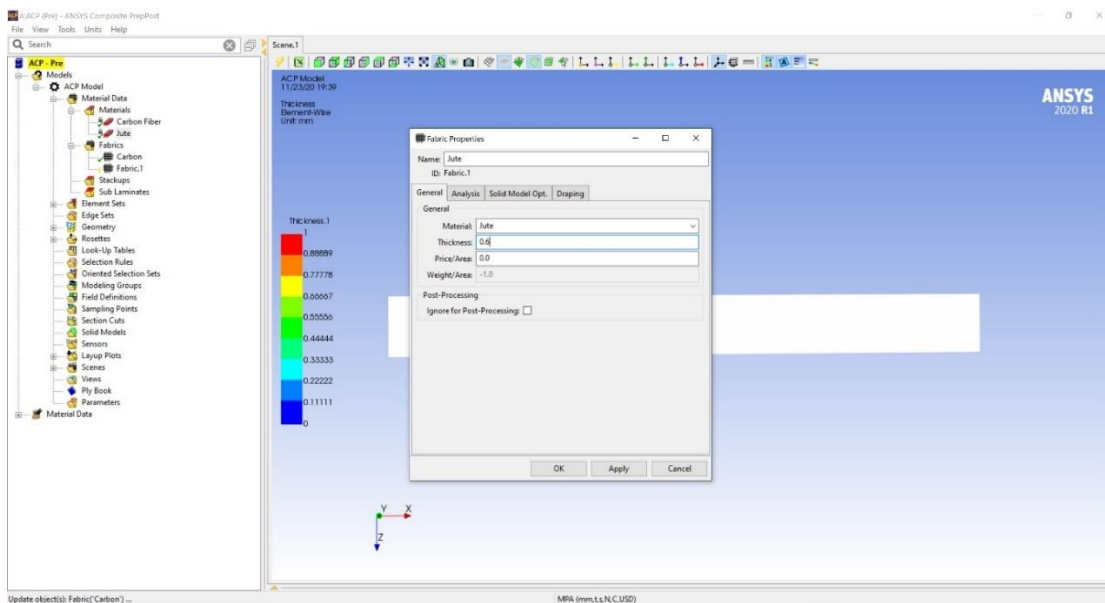 A:ACP (Pre) - ANSYS Composite PrepPost
File View Tools Units Help
Search
ACP - Pre
Models
ACP Model
Material Data
Materials
Carbon Fiber
Jute
Fabrics
Carbon
Fabric.1
Stackups
Sub Laminates
Element Sets
Edge Sets
Geometry
Rosettes
Look-Up Tables
Selection Rules
Oriented Selection Sets
Modeling Groups
Field Definitions
Sampling Points
Section Cuts
Solid Models
Sensors
Layup Plots
Scenes
Views
Ply Book
Parameters
Material Data
Scene.1
ACP Model
11/23/20 19:39
Thickness
Element-Wise
Unit: mm
ANSYS
2020 R1
Thickness.1
1
0.88889
0.77778
0.66667
0.55556
0.44444
0.33333
0.22222
0.11111
0
Fabric Properties
Name: Jute
ID: Fabric.1
General Analysis Solid Model Opt. Draping
General
Material: Jute
Thickness: 0.6
Price/Area: 0.0
Weight/Area: -1.0
Post-Processing
Ignore for Post-Processing:
OK Apply Cancel
Y X
Z
Update object(s): Fabric('Carbon') ...
MPA (mm,t,s,N,C,USD)